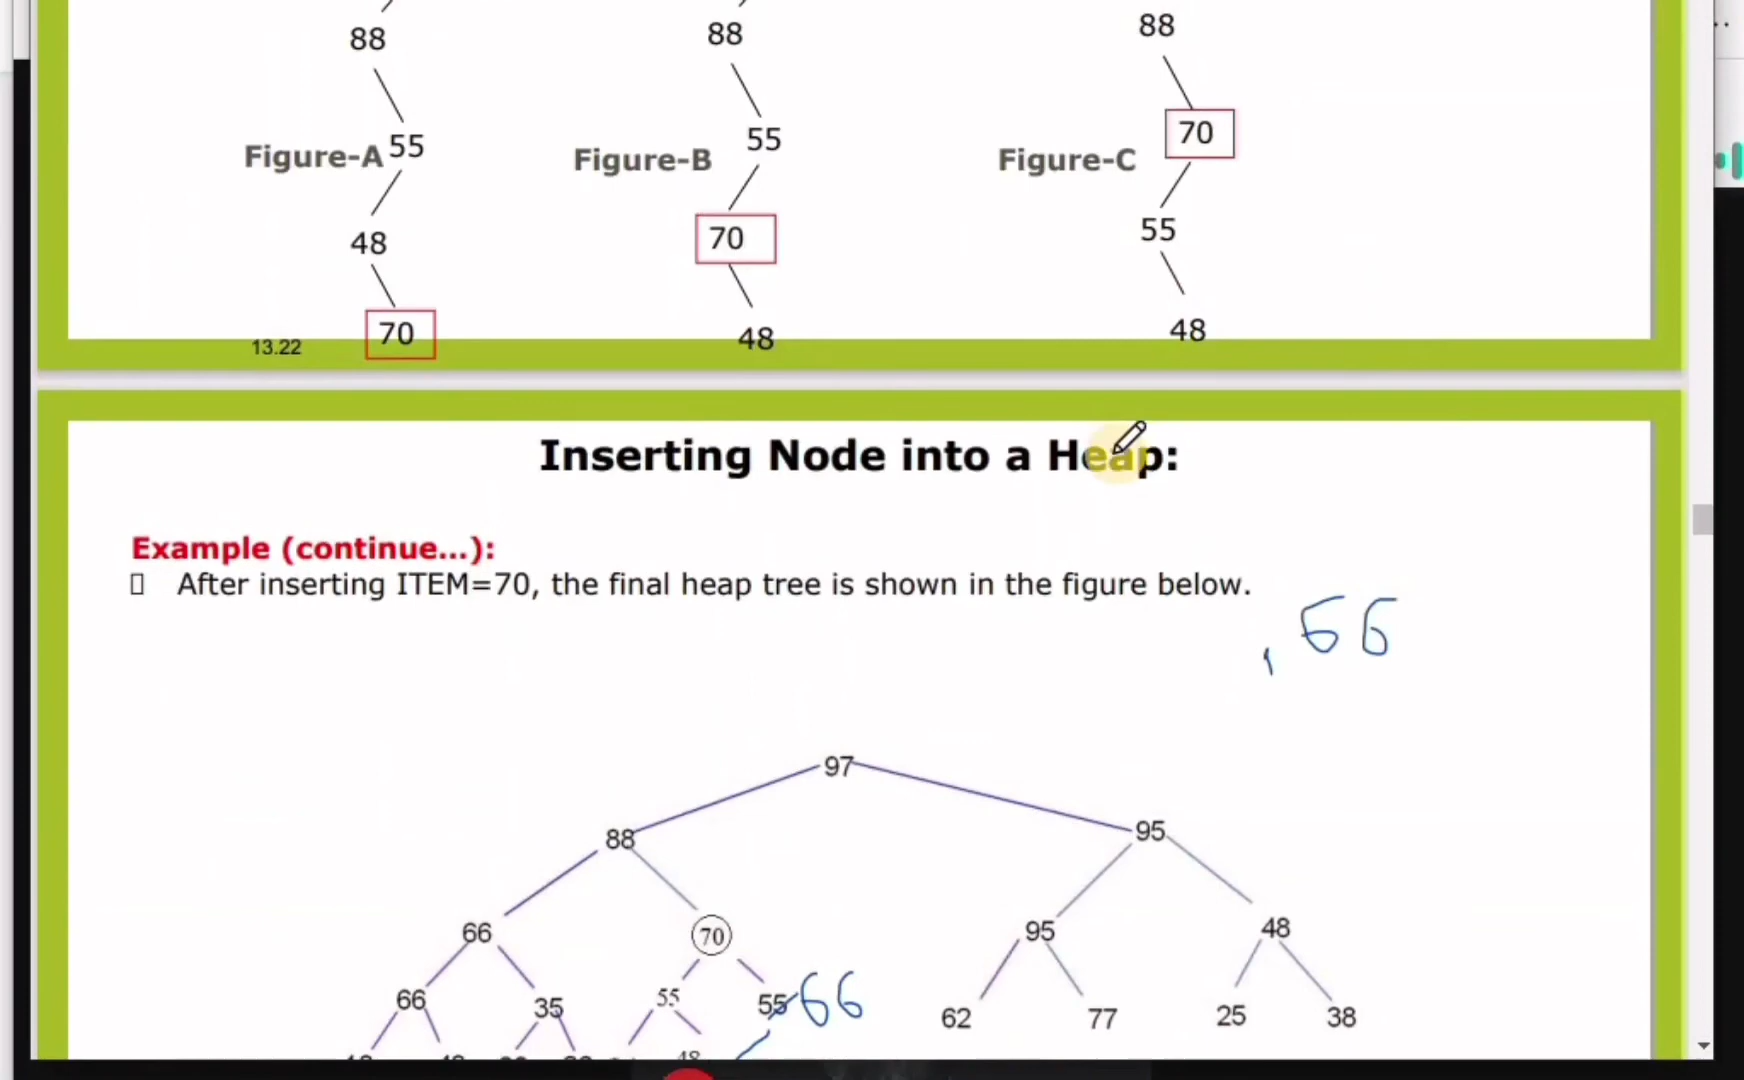 88 88 88
70
Figure-A 55 Figure-B 55 Figure-C
48 70 55
70 48 48
13.22
Inserting Node into a Heap:
Example (continue...):
After inserting ITEM=70, the final heap tree is shown in the figure below.
, 66
97
88 95
66 70 95 48
66 35 55 55 66 62 77 25 38
48